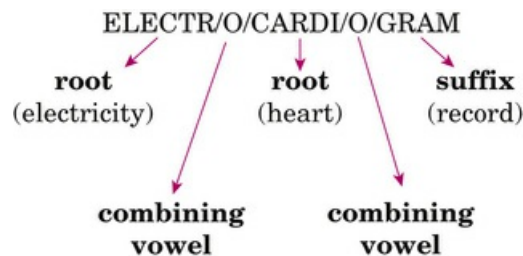 ELECTR/O/CARDI/O/GRAM
root root suffix
(electricity) (heart) (record)
combining combining
vowel vowel